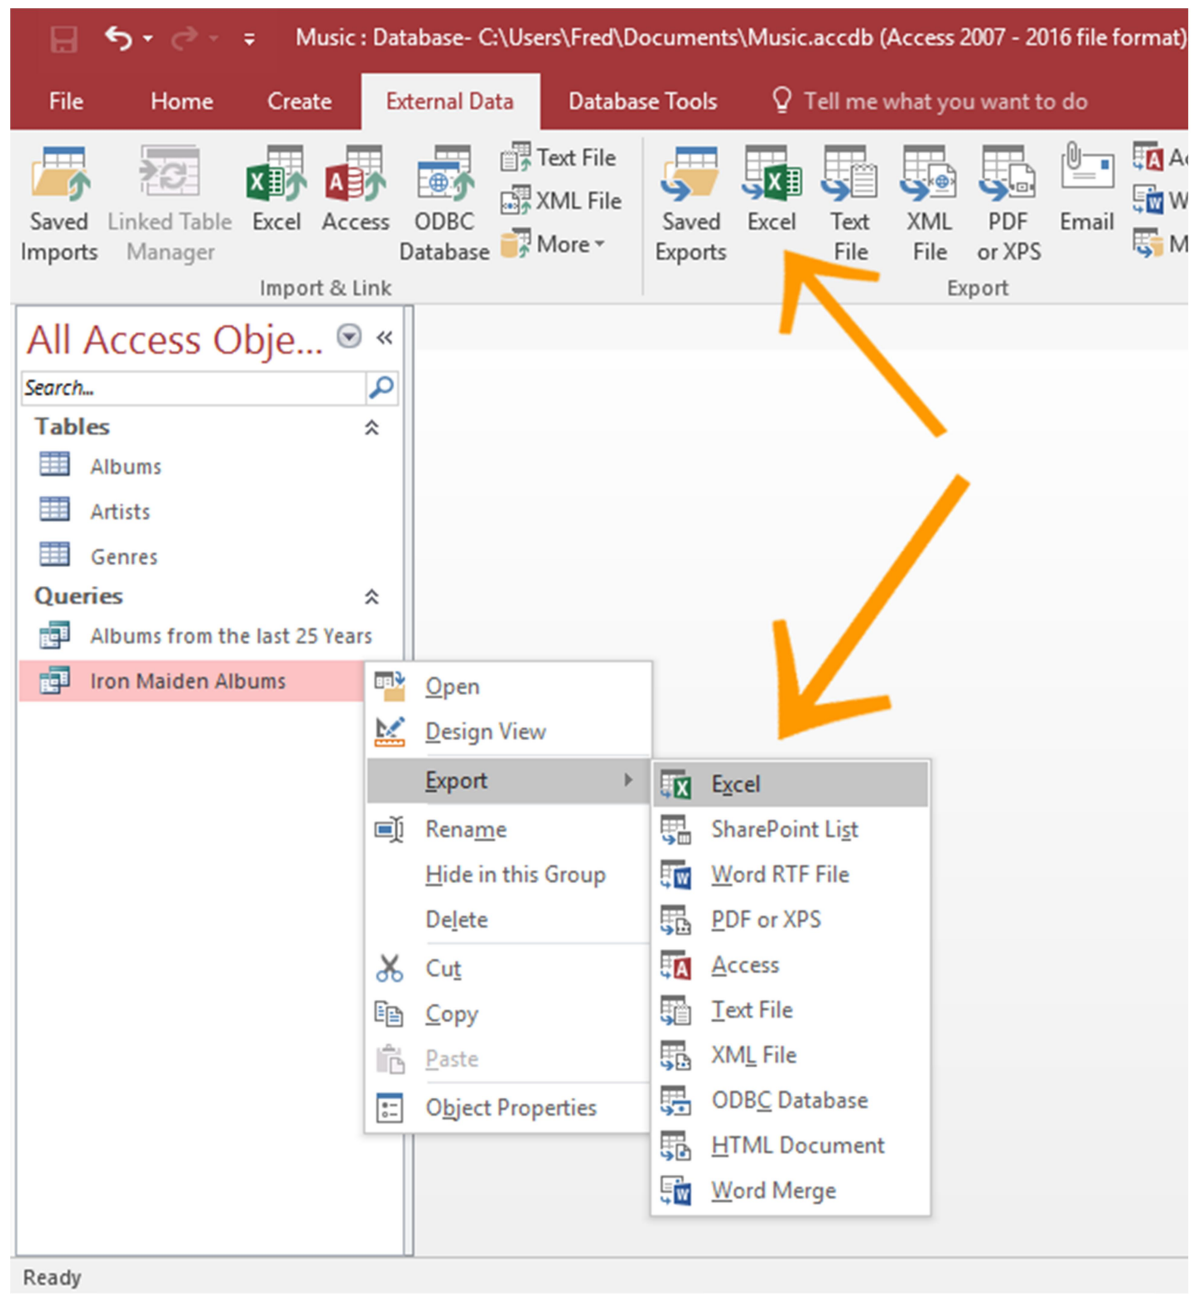 Music : Database- C:\Users\Fred\Documents\Music.accdb (Access 2007 - 2016 file format)
File Home Create External Data Database Tools Tell me what you want to do
Saved Imports
Linked Table Manager
Excel
Access
ODBC Database
Text File
XML File
More
Import & Link
Saved Exports
Excel
Text File
XML File
PDF or XPS
Email
Export
All Access Obje...
Search...
Tables
Albums
Artists
Genres
Queries
Albums from the last 25 Years
Iron Maiden Albums
Open
Design View
Export
Rename
Hide in this Group
Delete
Cut
Copy
Paste
Object Properties
Excel
SharePoint List
Word RTF File
PDF or XPS
Access
Text File
XML File
ODBC Database
HTML Document
Word Merge
Ready